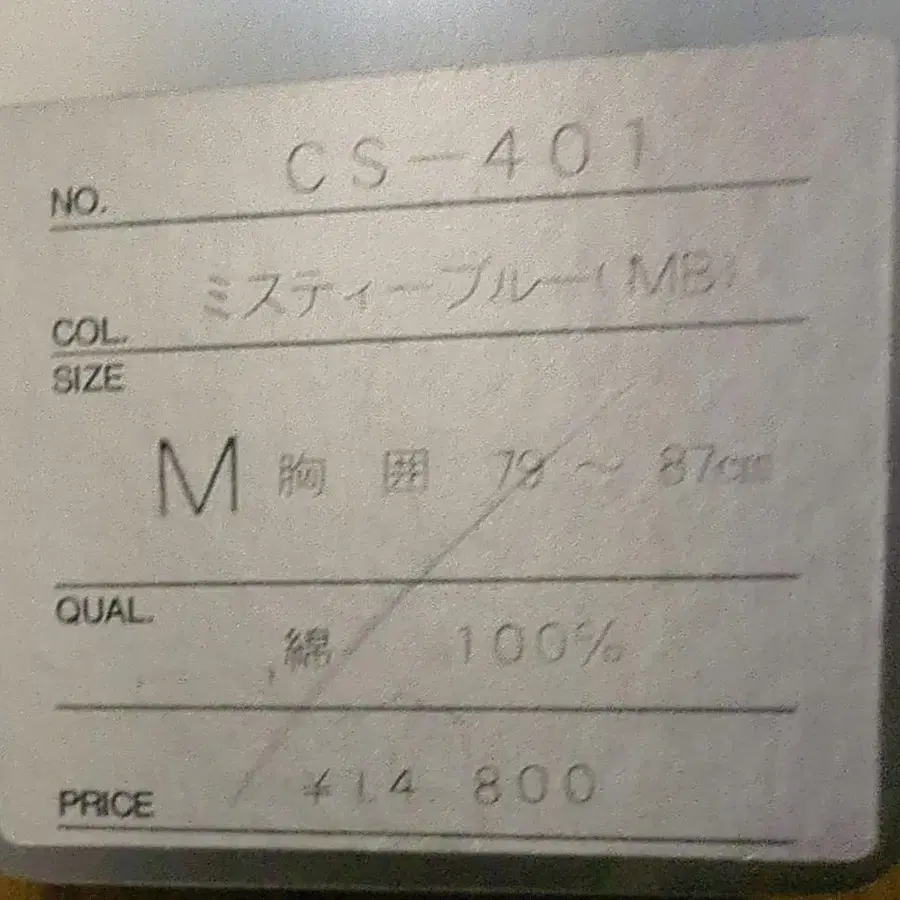 NO. CS-401
COL. ミスティーブルー(MB)
SIZE
M 胸囲 79～87cm
QUAL.
綿 100%
PRICE ¥14 800